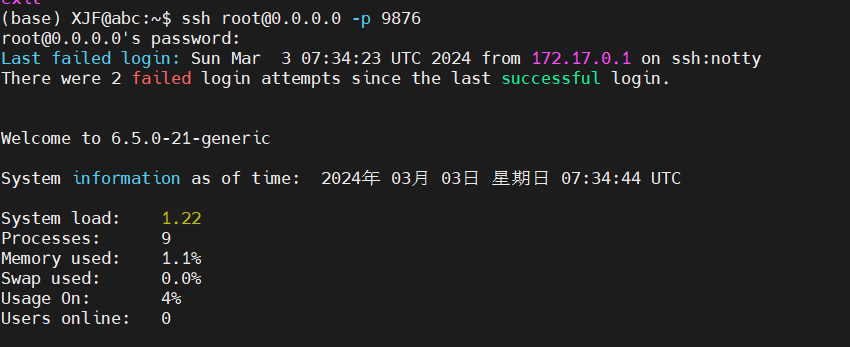 exit
(base) XJF@abc:~$ ssh root@0.0.0.0 -p 9876
root@0.0.0.0's password:
Last failed login: Sun Mar  3 07:34:23 UTC 2024 from 172.17.0.1 on ssh:notty
There were 2 failed login attempts since the last successful login.
Welcome to 6.5.0-21-generic
System information as of time:  2024年 03月 03日 星期日 07:34:44 UTC
System load:    1.22
Processes:      9
Memory used:    1.1%
Swap used:      0.0%
Usage On:       4%
Users online:   0